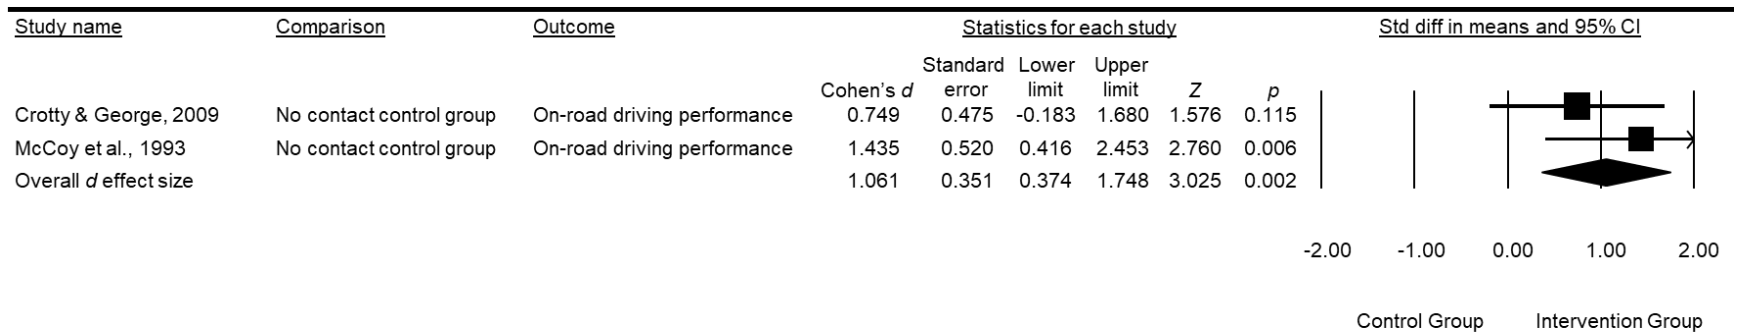 Study name Comparison Outcome Statistics for each study Std diff in means and 95% CI
Standard Lower Upper
Cohen's d error limit limit Z p
Crotty & George, 2009 No contact control group On-road driving performance 0.749 0.475 -0.183 1.680 1.576 0.115
McCoy et al., 1993 No contact control group On-road driving performance 1.435 0.520 0.416 2.453 2.760 0.006
Overall d effect size 1.061 0.351 0.374 1.748 3.025 0.002
-2.00 -1.00 0.00 1.00 2.00
Control Group Intervention Group